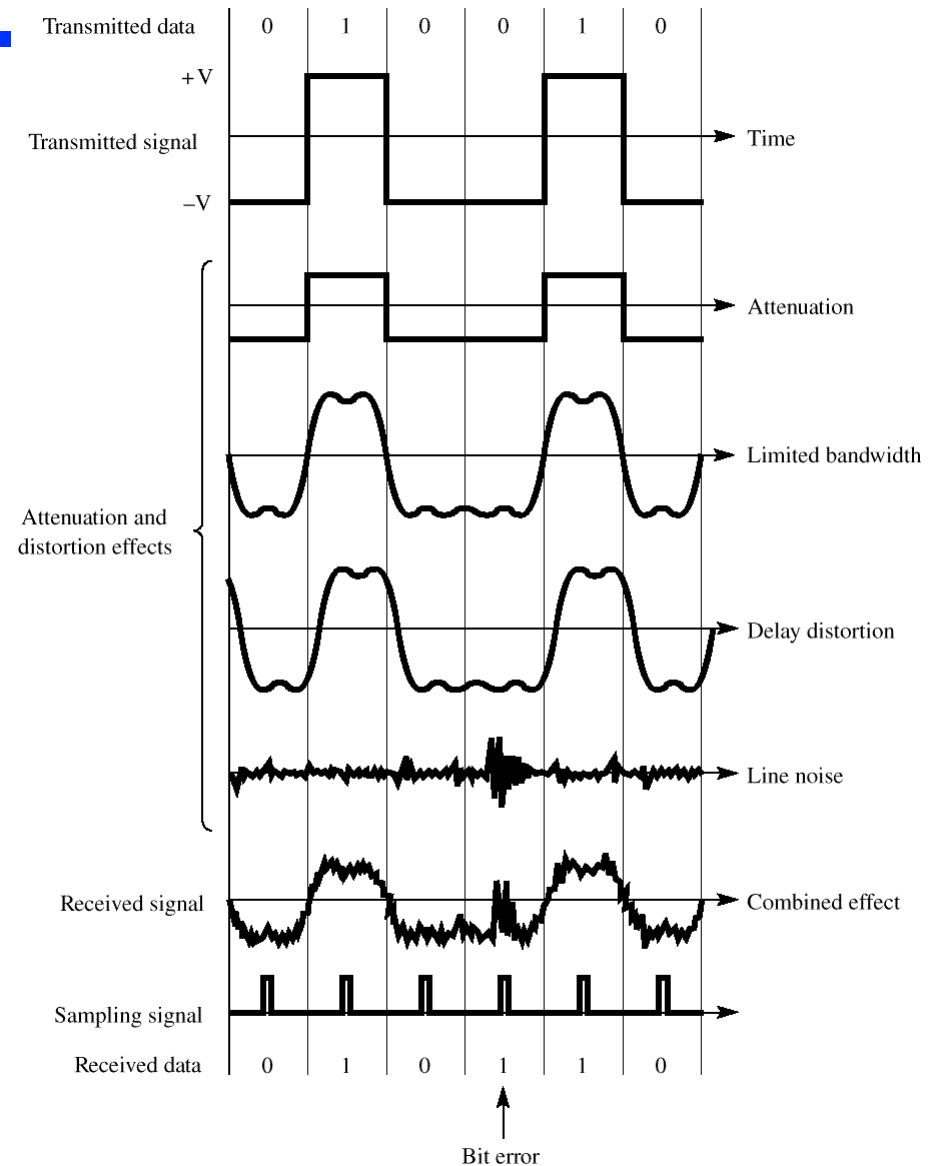 Transmitted data 0 1 0 0 1 0
+V
Transmitted signal
Time
–V
Attenuation
Limited bandwidth
Attenuation and
distortion effects
Delay distortion
Line noise
Received signal
Combined effect
Sampling signal
Received data 0 1 0 1 1 0
Bit error